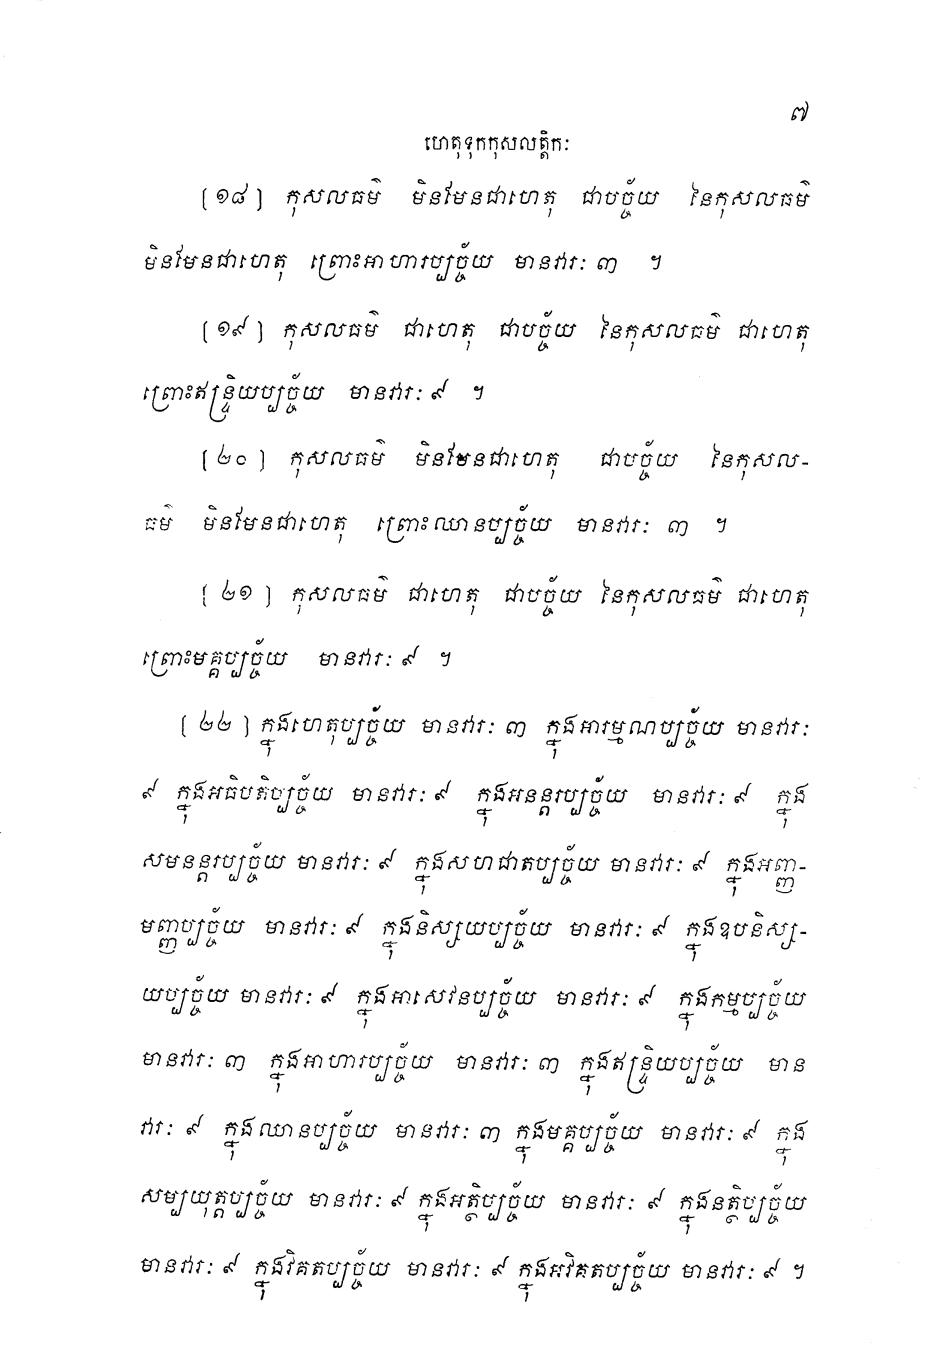 ៧
ហេតុទុកកុសលត្តិកៈ
[១៨] កុសលធម៌ មិនមែនជាហេតុ ជាបច្ច័យ នៃកុសលធម៌
មិនមែនជាហេតុ ព្រោះអាហារប្បច្ច័យ មានវារៈ ៣ ។
[១៩] កុសលធម៌ ជាហេតុ ជាបច្ច័យ នៃកុសលធម៌ ជាហេតុ
ព្រោះឥន្ទ្រិយប្បច្ច័យ មានវារៈ ៩ ។
[២០] កុសលធម៌ មិនមែនជាហេតុ ជាបច្ច័យ នៃកុសល-
ធម៌ មិនមែនជាហេតុ ព្រោះឈានប្បច្ច័យ មានវារៈ ៣ ។
[២១] កុសលធម៌ ជាហេតុ ជាបច្ច័យ នៃកុសលធម៌ ជាហេតុ
ព្រោះមគ្គប្បច្ច័យ មានវារៈ ៩ ។
[២២] ក្នុងហេតុប្បច្ច័យ មានវារៈ ៣ ក្នុងអារម្មណប្បច្ច័យ មានវារៈ
៩ ក្នុងអធិបតិប្បច្ច័យ មានវារៈ ៩ ក្នុងអនន្តរប្បច្ច័យ មានវារៈ ៩ ក្នុង
សមនន្តរប្បច្ច័យ មានវារៈ ៩ ក្នុងសហជាតប្បច្ច័យ មានវារៈ ៩ ក្នុងអញ្ញ-
មញ្ញប្បច្ច័យ មានវារៈ ៩ ក្នុងនិស្សយប្បច្ច័យ មានវារៈ ៩ ក្នុងឧបនិស្ស-
យប្បច្ច័យ មានវារៈ ៩ ក្នុងអាសេវនប្បច្ច័យ មានវារៈ ៩ ក្នុងកម្មប្បច្ច័យ
មានវារៈ ៣ ក្នុងអាហារប្បច្ច័យ មានវារៈ ៣ ក្នុងឥន្ទ្រិយប្បច្ច័យ មាន
វារៈ ៩ ក្នុងឈានប្បច្ច័យ មានវារៈ ៣ ក្នុងមគ្គប្បច្ច័យ មានវារៈ ៩ ក្នុង
សម្បយុត្តប្បច្ច័យ មានវារៈ ៩ ក្នុងអត្ថិប្បច្ច័យ មានវារៈ ៩ ក្នុងនត្ថិប្បច្ច័យ
មានវារៈ ៩ ក្នុងវិគតប្បច្ច័យ មានវារៈ ៩ ក្នុងអវិគតប្បច្ច័យ មានវារៈ ៩ ។